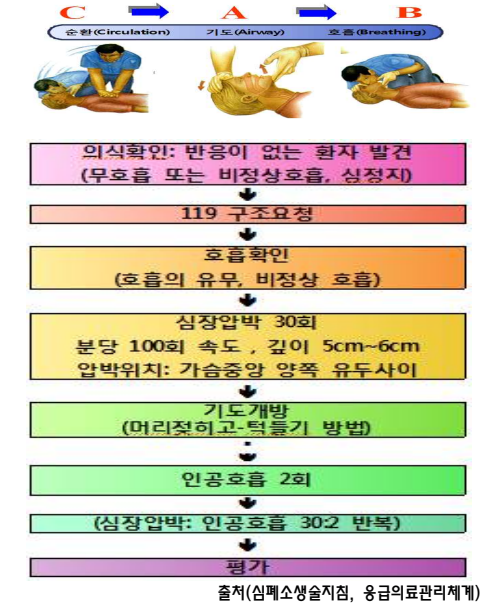 C A B
순환(Circulation) 기도(Airway) 호흡(Breathing)
의식확인: 반응이 없는 환자 발견
(무호흡 또는 비정상호흡, 심정지)
119 구조요청
호흡확인
(호흡의 유무, 비정상 호흡)
심장압박 30회
분당 100회 속도 , 깊이 5cm~6cm
압박위치: 가슴중앙 양쪽 유두사이
기도개방
(머리젖히고-턱들기 방법)
인공호흡 2회
(심장압박: 인공호흡 30:2 반복)
평가
출처(심폐소생술지침, 응급의료관리체계)